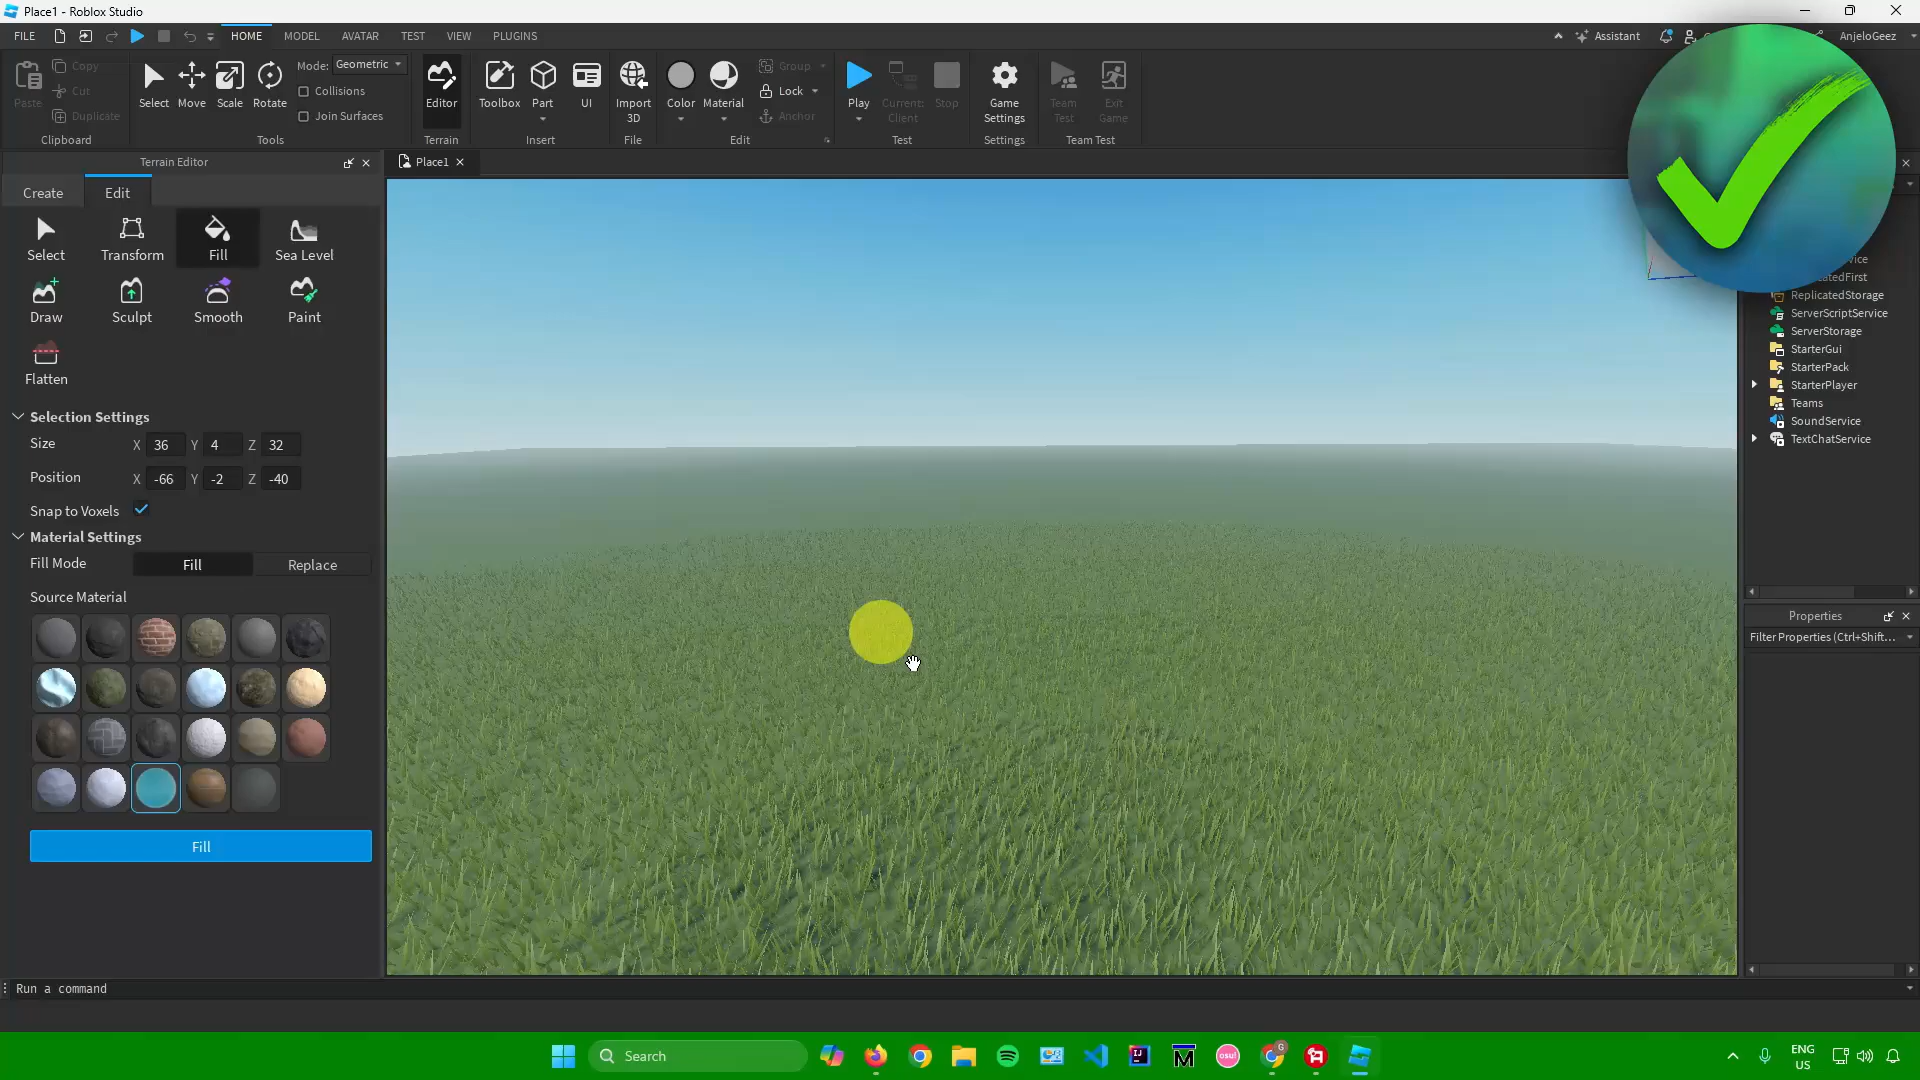 Place1 - Roblox Studio
FILE
HOME
MODEL
AVATAR
TEST
VIEW
PLUGINS
Assistant
AnjeloGeez
Paste
Copy
Cut
Duplicate
Clipboard
Select
Move
Scale
Rotate
Mode:
Geometric
Collisions
Join Surfaces
Tools
Editor
Terrain
Toolbox
Part
UI
Insert
Import
3D
File
Color
Material
Group
Lock
Anchor
Edit
Play
Current:
Client
Stop
Test
Game
Settings
Settings
Team
Test
Exit
Game
Team Test
Terrain Editor
Place1
Create
Edit
Select
Transform
Fill
Sea Level
Draw
Sculpt
Smooth
Paint
Flatten
Selection Settings
Size
X 36 Y 4 Z 32
Position
X -66 Y -2 Z -40
Snap to Voxels
Material Settings
Fill Mode
Fill
Replace
Source Material
Fill
ReplicatedStorage
ServerScriptService
ServerStorage
StarterGui
StarterPack
StarterPlayer
Teams
SoundService
TextChatService
Properties
Filter Properties (Ctrl+Shift...
Run a command
Search
ENG
US